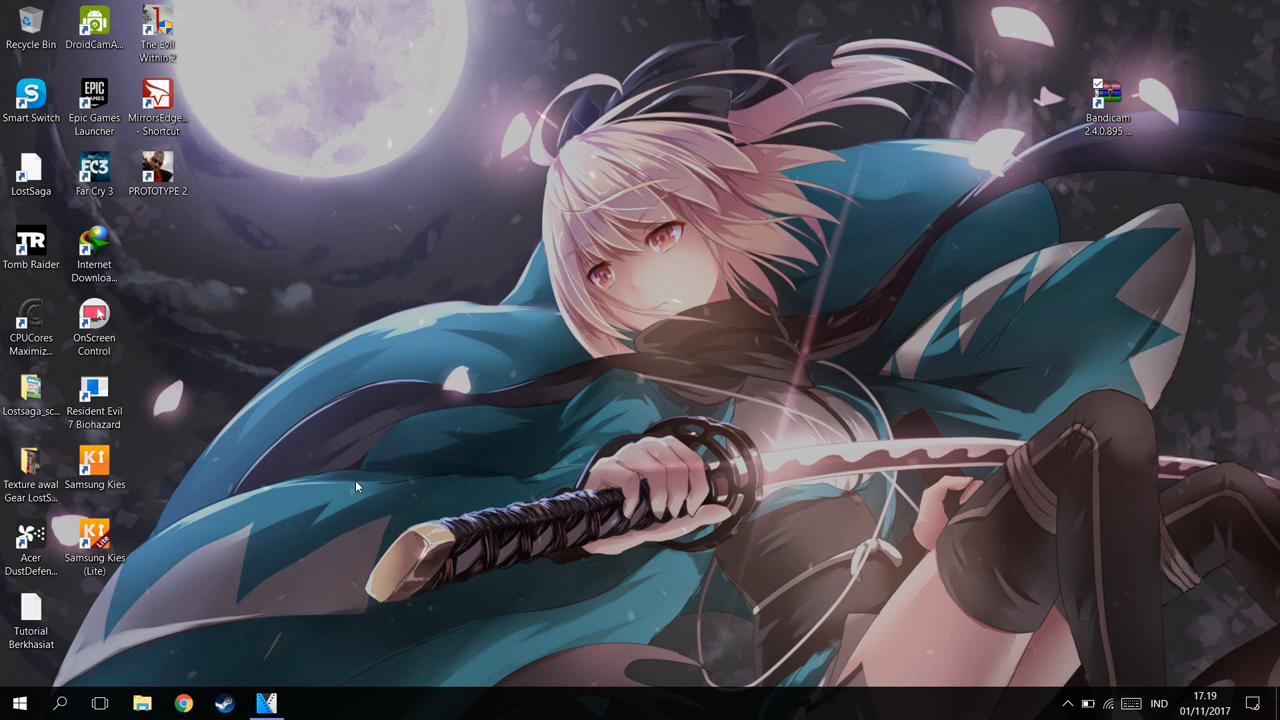 Recycle Bin
DroidCamA...
The Evil
Within 2
Smart Switch
EPIC
GAMES
Epic Games
Launcher
MirrorsEdge...
- Shortcut
Bandicam
2.4.0.895 ...
LostSaga
FC3
Far Cry 3
PROTOTYPE 2
TR
Tomb Raider
Internet
Downloa...
CPUCores
Maximiz...
OnScreen
Control
Lostsaga_sc...
Resident Evil
7 Biohazard
Texture awal
Gear LostS...
Ki
Samsung Kies
Acer
DustDefen...
Ki
Lite
Samsung Kies
(Lite)
Tutorial
Berkhasiat
IND
17.19
01/11/2017